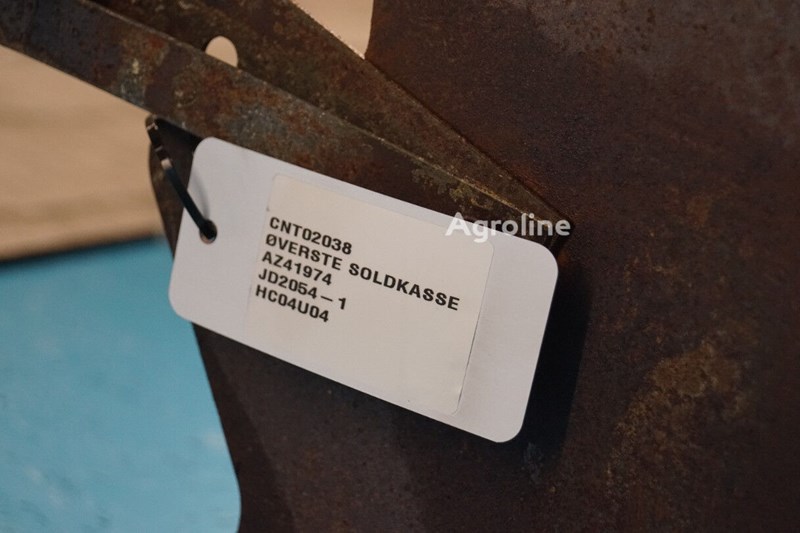 Agroline
CNT02038
ØVERSTE SOLDKASSE
AZ41974
JD2054-1
HC04U04